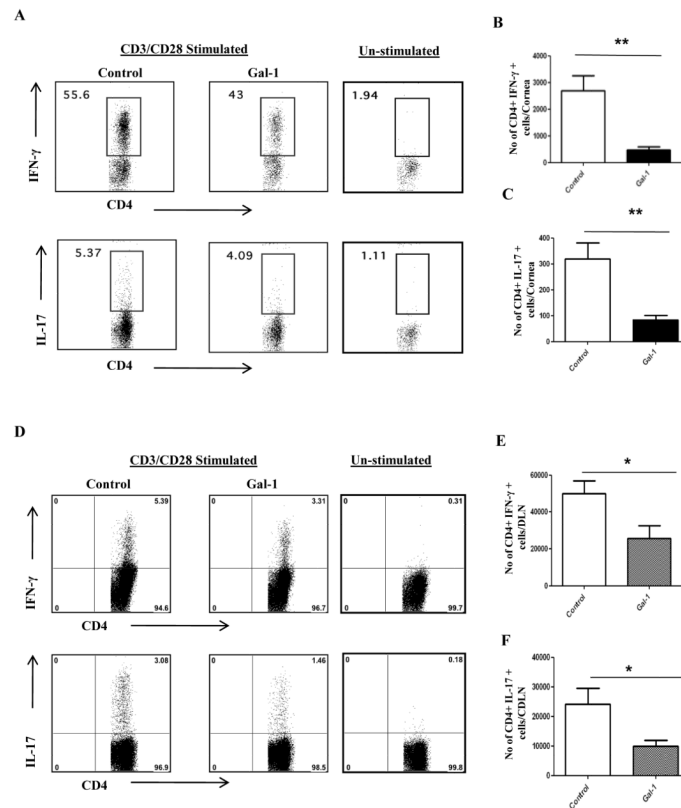 A
CD3/CD28 Stimulated
Un-stimulated
Control
Gal-1
55.6
43
1.94
IFN-γ
CD4
5.37
4.09
1.11
IL-17
CD4
B
**
No of CD4+ IFN-γ +
cells/Cornea
4000
3000
2000
1000
0
Control
Gal-1
C
**
No of CD4+ IL-17 +
cells/Cornea
400
300
200
100
0
Control
Gal-1
D
CD3/CD28 Stimulated
Un-stimulated
Control
Gal-1
0 5.39
0 94.6
0 3.31
0 96.7
0 0.31
0 99.7
IFN-γ
CD4
0 3.08
0 96.9
0 1.46
0 98.5
0 0.18
0 99.8
IL-17
CD4
E
*
No of CD4+ IFN-γ +
cells/DLN
60000
40000
20000
0
Control
Gal-1
F
*
No of CD4+ IL-17 +
cells/CDLN
40000
30000
20000
10000
0
Control
Gal-1